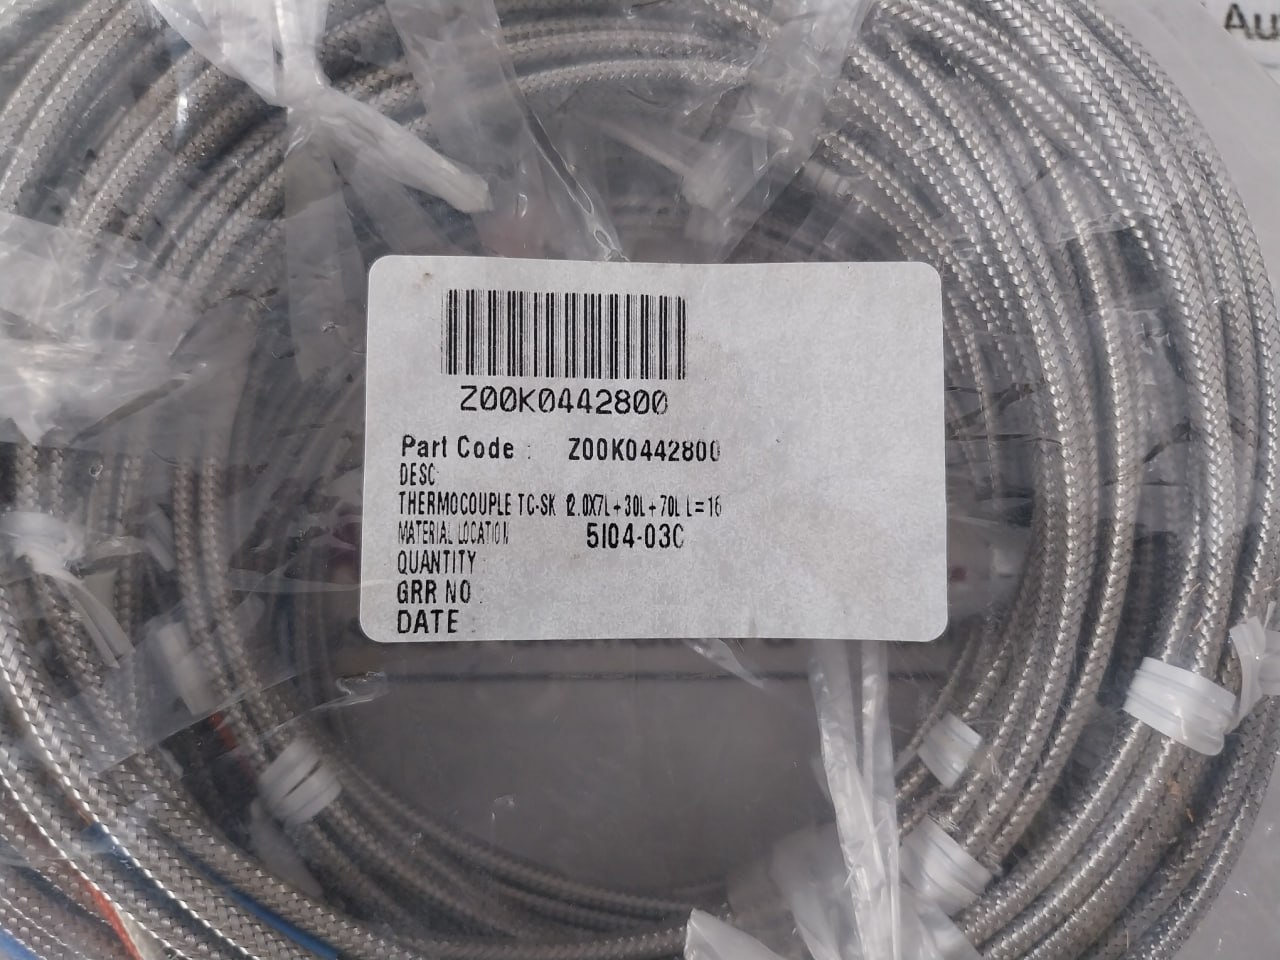 Au
Z00K0442800
Part Code : Z00K0442800
DESC
THERMOCOUPLE TC-SK 12.0X7L+30L+70L L=16
MATERIAL LOCATION 5I04-03C
QUANTITY :
GRR NO :
DATE :